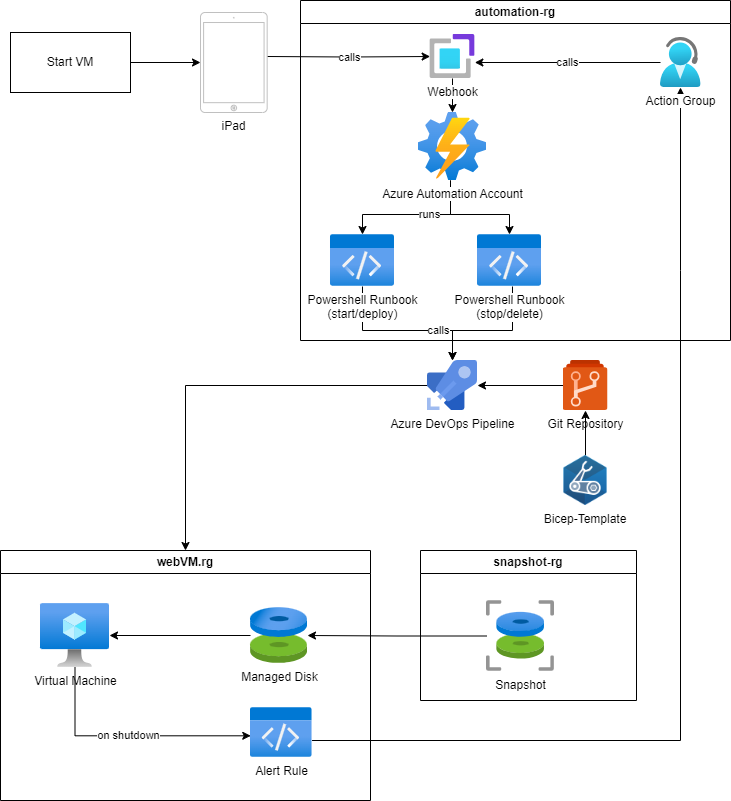 automation-rg
Start VM
calls
calls
iPad
Webhook
Action Group
Azure Automation Account
runs
Powershell Runbook
(start/deploy)
Powershell Runbook
(stop/delete)
calls
Azure DevOps Pipeline
Git Repository
Bicep-Template
webVM.rg
snapshot-rg
Virtual Machine
Managed Disk
Snapshot
on shutdown
Alert Rule